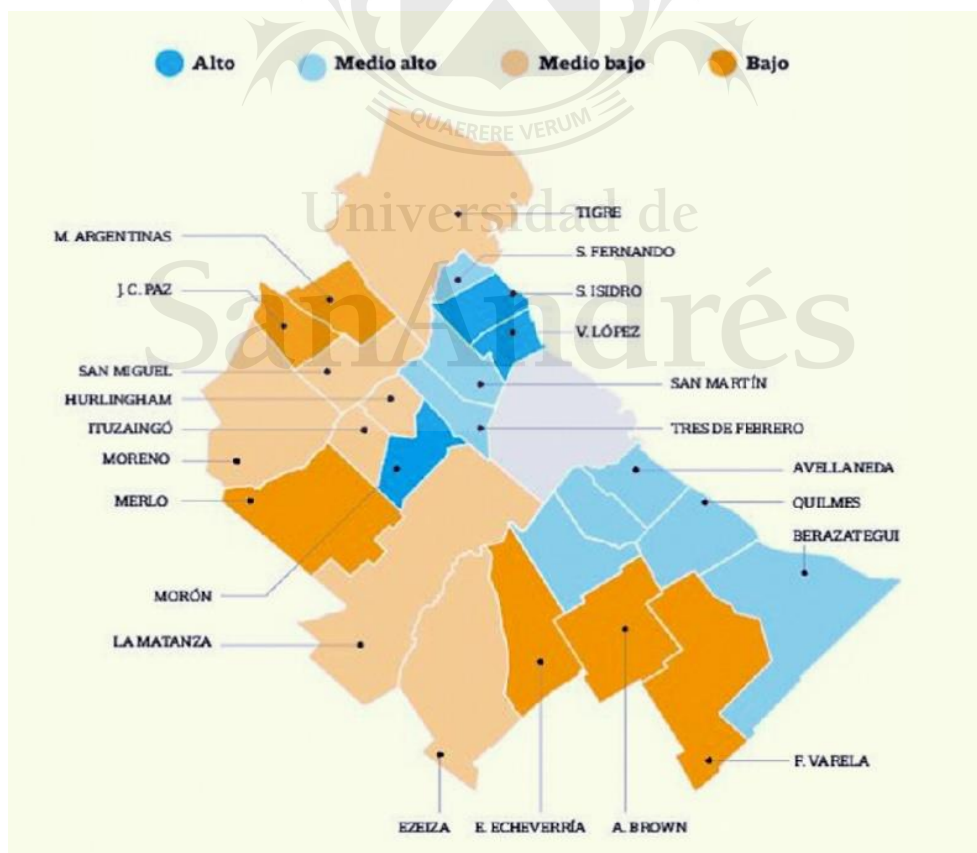 Alto
Medio alto
Medio bajo
Bajo
QUAERERE VERUM
Universidad de
SanAndrés
TIGRE
M. ARGENTINAS
S. FERNANDO
J.C. PAZ
S. ISIDRO
V. LÓPEZ
SAN MIGUEL
SAN MARTÍN
HURLINGHAM
ITUZAINGÓ
TRES DE FEBRERO
MORENO
AVELLANEDA
MERLO
QUILMES
BERAZATEGUI
MORÓN
LA MATANZA
F. VARELA
EZEIZA
E. ECHEVERRÍA
A. BROWN